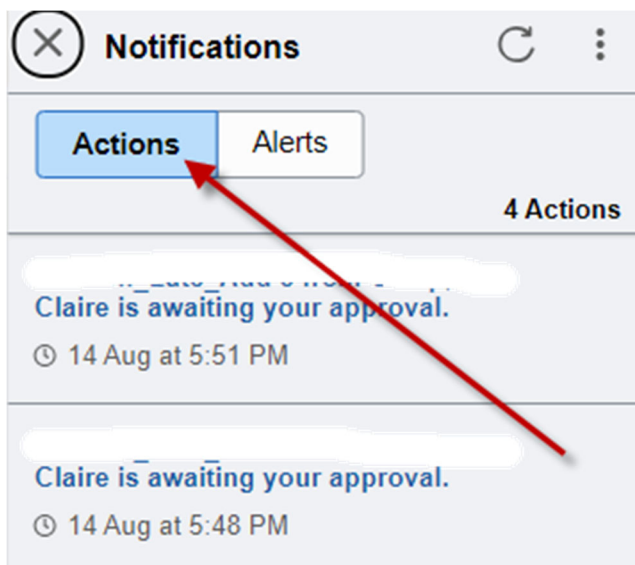 Notifications
Actions
Alerts
4 Actions
Claire is awaiting your approval.
14 Aug at 5:51 PM
Claire is awaiting your approval.
14 Aug at 5:48 PM